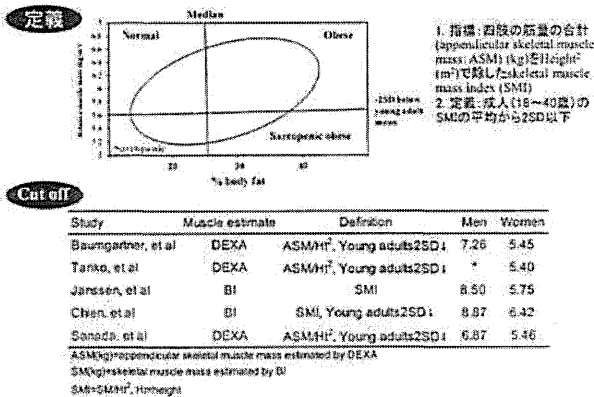 定義
Median
Normal
Obese
-2SD below
young adult
mean
Sarcopenic
Sarcopenic obese
20
30
40
% body fat
1. 指標:四肢の筋量の合計
(appendicular skeletal muscle
mass: ASM) (kg)をHeight²
(m²)で除したskeletal muscle
mass index (SMI)
2. 定義:成人(18~40歳)の
SMIの平均から2SD以下
Cut off
Study Muscle estimate Definition Men Women
Baumgartner, et al DEXA ASM/Ht², Young adults2SD↓ 7.26 5.45
Tanko, et al DEXA ASM/Ht², Young adults2SD↓ * 5.40
Janssen, et al BI SMI 8.50 5.75
Chien, et al BI SMI, Young adults2SD↓ 8.87 6.42
Sanada, et al DEXA ASM/Ht², Young adults2SD↓ 6.87 5.46
ASM(kg)=appendicular skeletal muscle mass estimated by DEXA
SM(kg)=skeletal muscle mass estimated by BI
SMI=SM/Ht², Ht=height